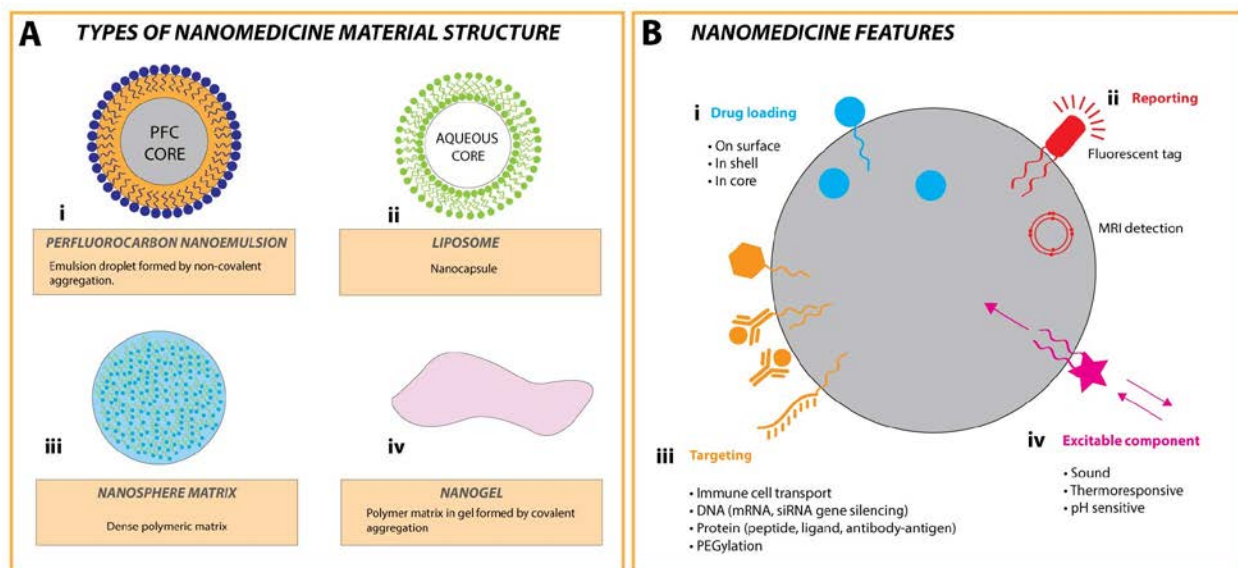 A TYPES OF NANOMEDICINE MATERIAL STRUCTURE
PFC
CORE
i
PERFLUOROCARBON NANOEMULSION
Emulsion droplet formed by non-covalent
aggregation.
AQUEOUS
CORE
ii
LIPOSOME
Nanocapsule
iii
NANOSPHERE MATRIX
Dense polymeric matrix
iv
NANOGEL
Polymer matrix in gel formed by covalent
aggregation
B NANOMEDICINE FEATURES
i Drug loading
• On surface
• In shell
• In core
ii Reporting
Fluorescent tag
MRI detection
iii Targeting
• Immune cell transport
• DNA (mRNA, siRNA gene silencing)
• Protein (peptide, ligand, antibody-antigen)
• PEGylation
iv Excitable component
• Sound
• Thermoresponsive
• pH sensitive